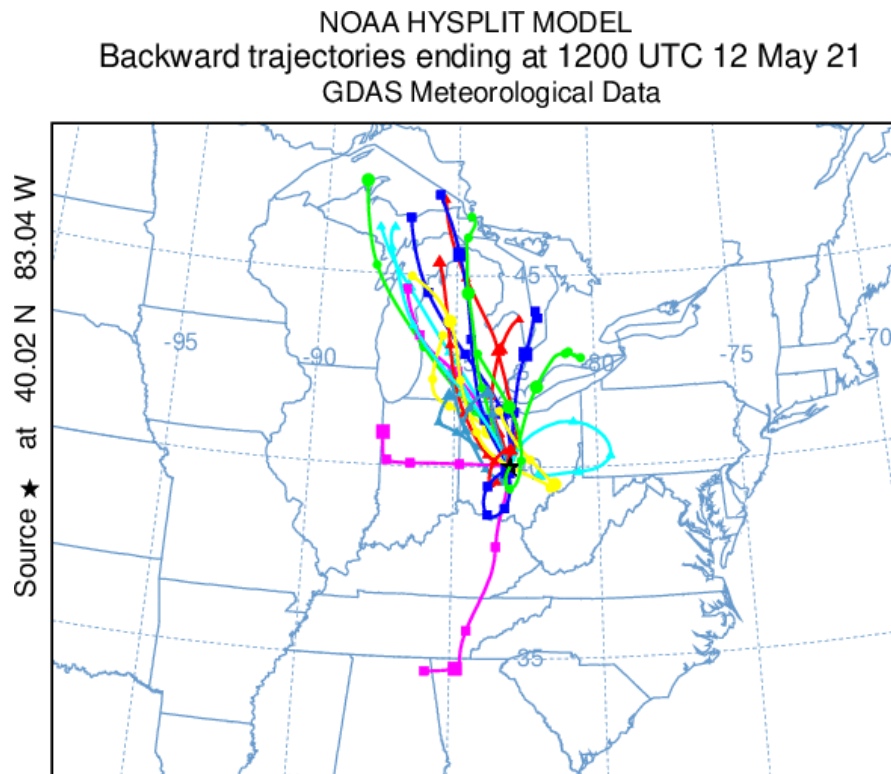 NOAA HYSPLIT MODEL
Backward trajectories ending at 1200 UTC 12 May 21
GDAS Meteorological Data
Source ★ at 40.02 N 83.04 W
45
-95
-90
-80
-75
-70
35